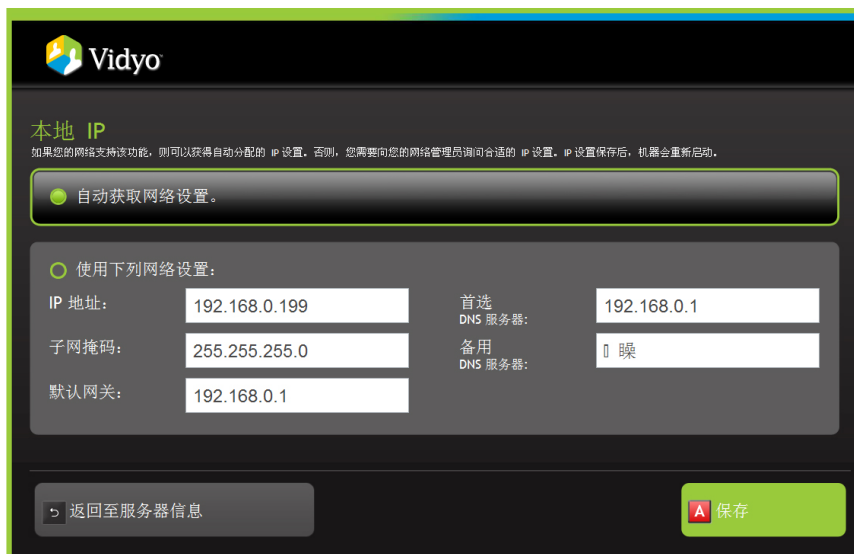 Vidyo
本地 IP
如果您的网络支持该功能，则可以获得自动分配的 IP 设置。否则，您需要向您的网络管理员询问合适的 IP 设置。IP 设置保存后，机器会重新启动。
自动获取网络设置。
使用下列网络设置：
IP 地址：
192.168.0.199
首选
DNS 服务器：
192.168.0.1
子网掩码：
255.255.255.0
备用
DNS 服务器：
矂
默认网关：
192.168.0.1
返回至服务器信息
A 保存